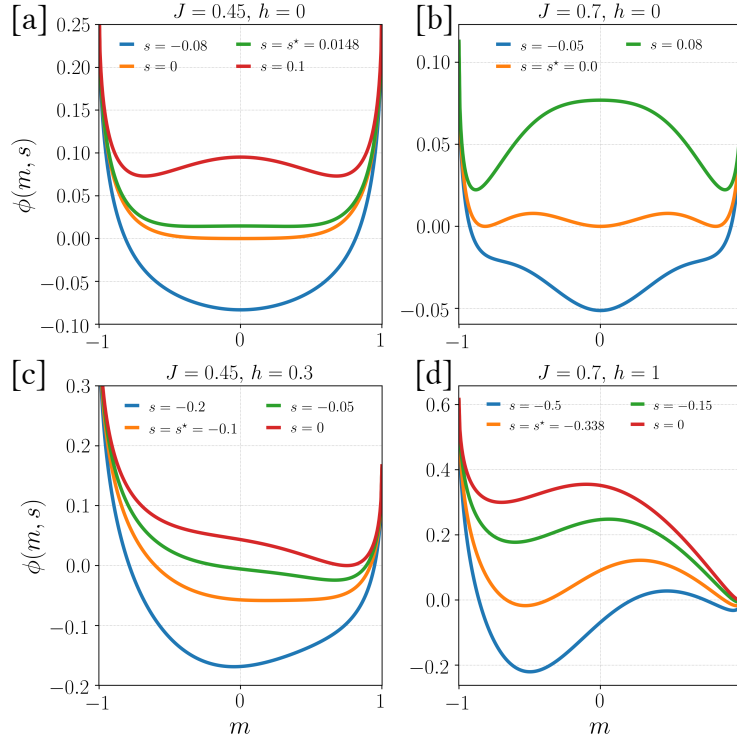 [a]
J = 0.45, h = 0
s = −0.08
s = 0
s = s⋆ = 0.0148
s = 0.1
0.25
0.20
0.15
0.10
0.05
0.00
−0.05
−0.10
ϕ(m, s)
−1
0
1
[b]
J = 0.7, h = 0
s = −0.05
s = s⋆ = 0.0
s = 0.08
0.10
0.05
0.00
−0.05
−1
0
[c]
J = 0.45, h = 0.3
s = −0.2
s = s⋆ = −0.1
s = −0.05
s = 0
0.3
0.2
0.1
0.0
−0.1
−0.2
ϕ(m, s)
−1
0
1
m
[d]
J = 0.7, h = 1
s = −0.5
s = s⋆ = −0.338
s = −0.15
s = 0
0.6
0.4
0.2
0.0
−0.2
−1
0
m